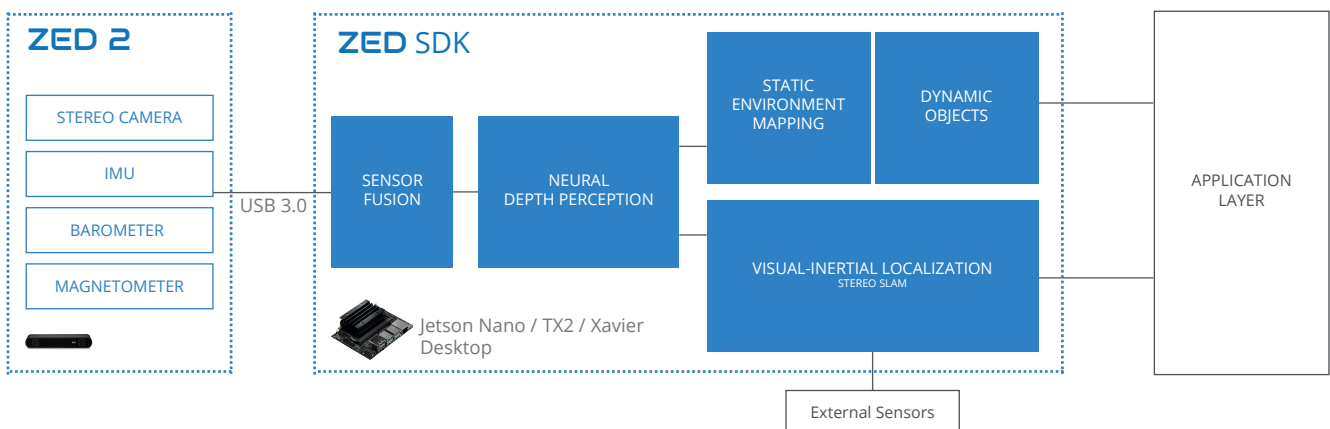 ZED 2
STEREO CAMERA
IMU
BAROMETER
MAGNETOMETER
USB 3.0
ZED SDK
SENSOR
FUSION
NEURAL
DEPTH PERCEPTION
STATIC
ENVIRONMENT
MAPPING
DYNAMIC
OBJECTS
VISUAL-INERTIAL LOCALIZATION
STEREO SLAM
Jetson Nano / TX2 / Xavier
Desktop
External Sensors
APPLICATION
LAYER